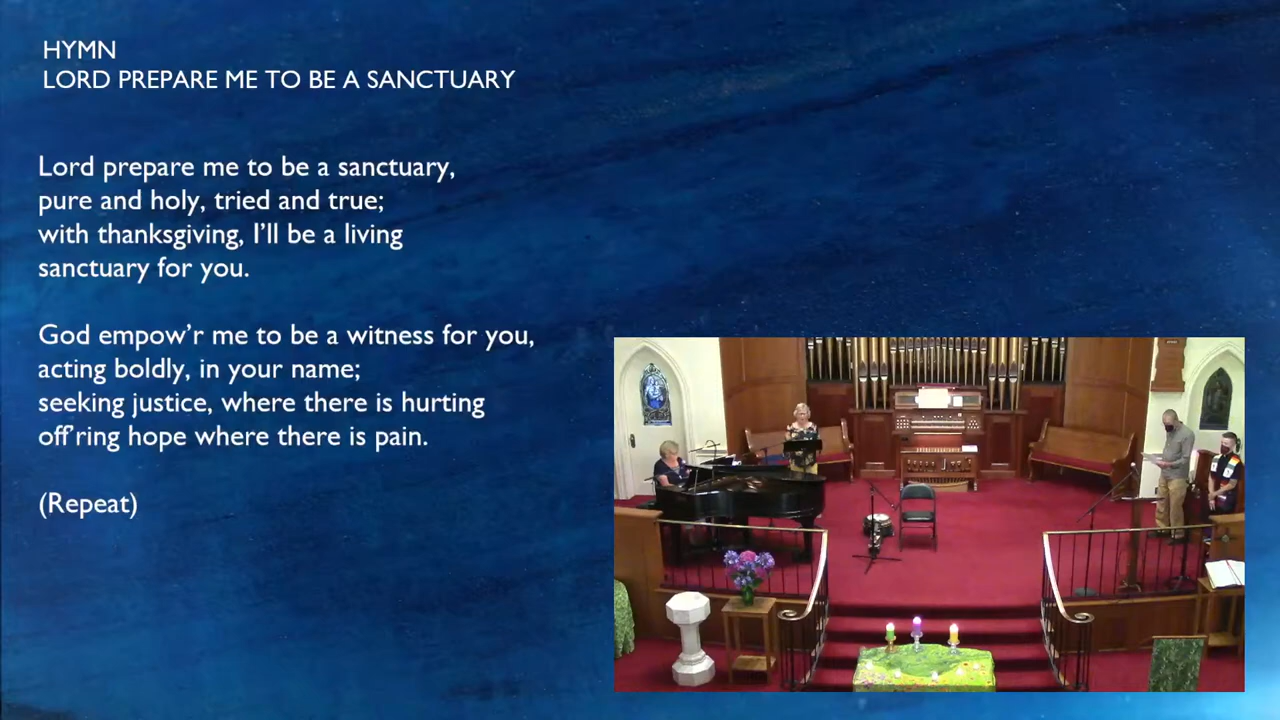 HYMN
LORD PREPARE ME TO BE A SANCTUARY
Lord prepare me to be a sanctuary,
pure and holy, tried and true;
with thanksgiving, I’ll be a living
sanctuary for you.
God empow’r me to be a witness for you,
acting boldly, in your name;
seeking justice, where there is hurting
off’ring hope where there is pain.
(Repeat)